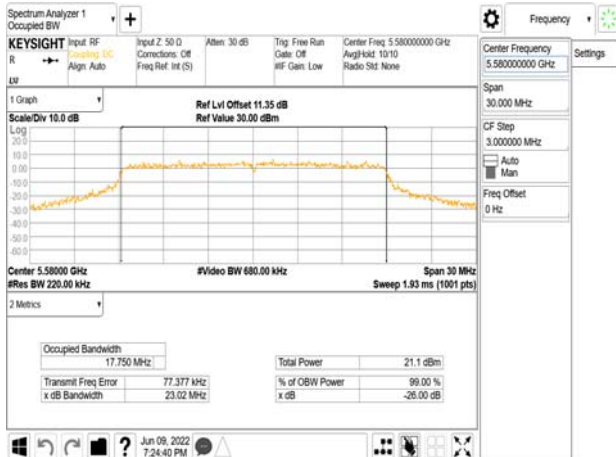 Spectrum Analyzer 1
Occupied BW
Frequency
KEYSIGHT
R
LXI
Input: RF
Coupling: DC
Align: Auto
Input Z: 50 Ω
Corrections: Off
Freq Ref: Int (S)
Atten: 30 dB
Trig: Free Run
Gate: Off
#IF Gain: Low
Center Freq: 5.580000000 GHz
Avg|Hold: 10/10
Radio Std: None
Center Frequency
5.580000000 GHz
Settings
Span
30.000 MHz
CF Step
3.000000 MHz
Auto
Man
Freq Offset
0 Hz
1 Graph
Scale/Div 10.0 dB
Ref Lvl Offset 11.35 dB
Ref Value 30.00 dBm
Log
20.0
10.0
0.00
-10.0
-20.0
-30.0
-40.0
-50.0
-60.0
Center 5.58000 GHz
#Video BW 680.00 kHz
Span 30 MHz
#Res BW 220.00 kHz
Sweep 1.93 ms (1001 pts)
2 Metrics
Occupied Bandwidth
17.750 MHz
Total Power 21.1 dBm
Transmit Freq Error 77.377 kHz
% of OBW Power 99.00 %
x dB Bandwidth 23.02 MHz
x dB -26.00 dB
?
Jun 09, 2022
7:24:40 PM